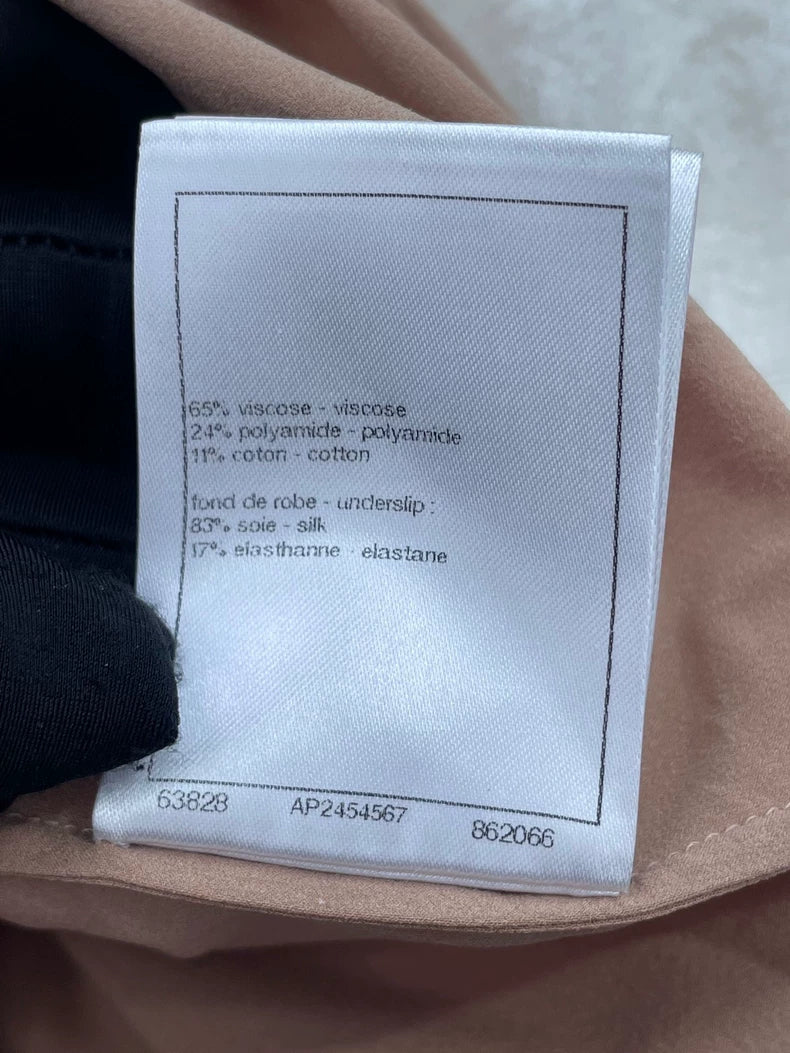 65% viscose - viscose
24% polyamide - polyamide
11% coton - cotton
fond de robe - underslip :
83% soie - silk
17% elasthanne - elastane
63828 AP2454567 862066